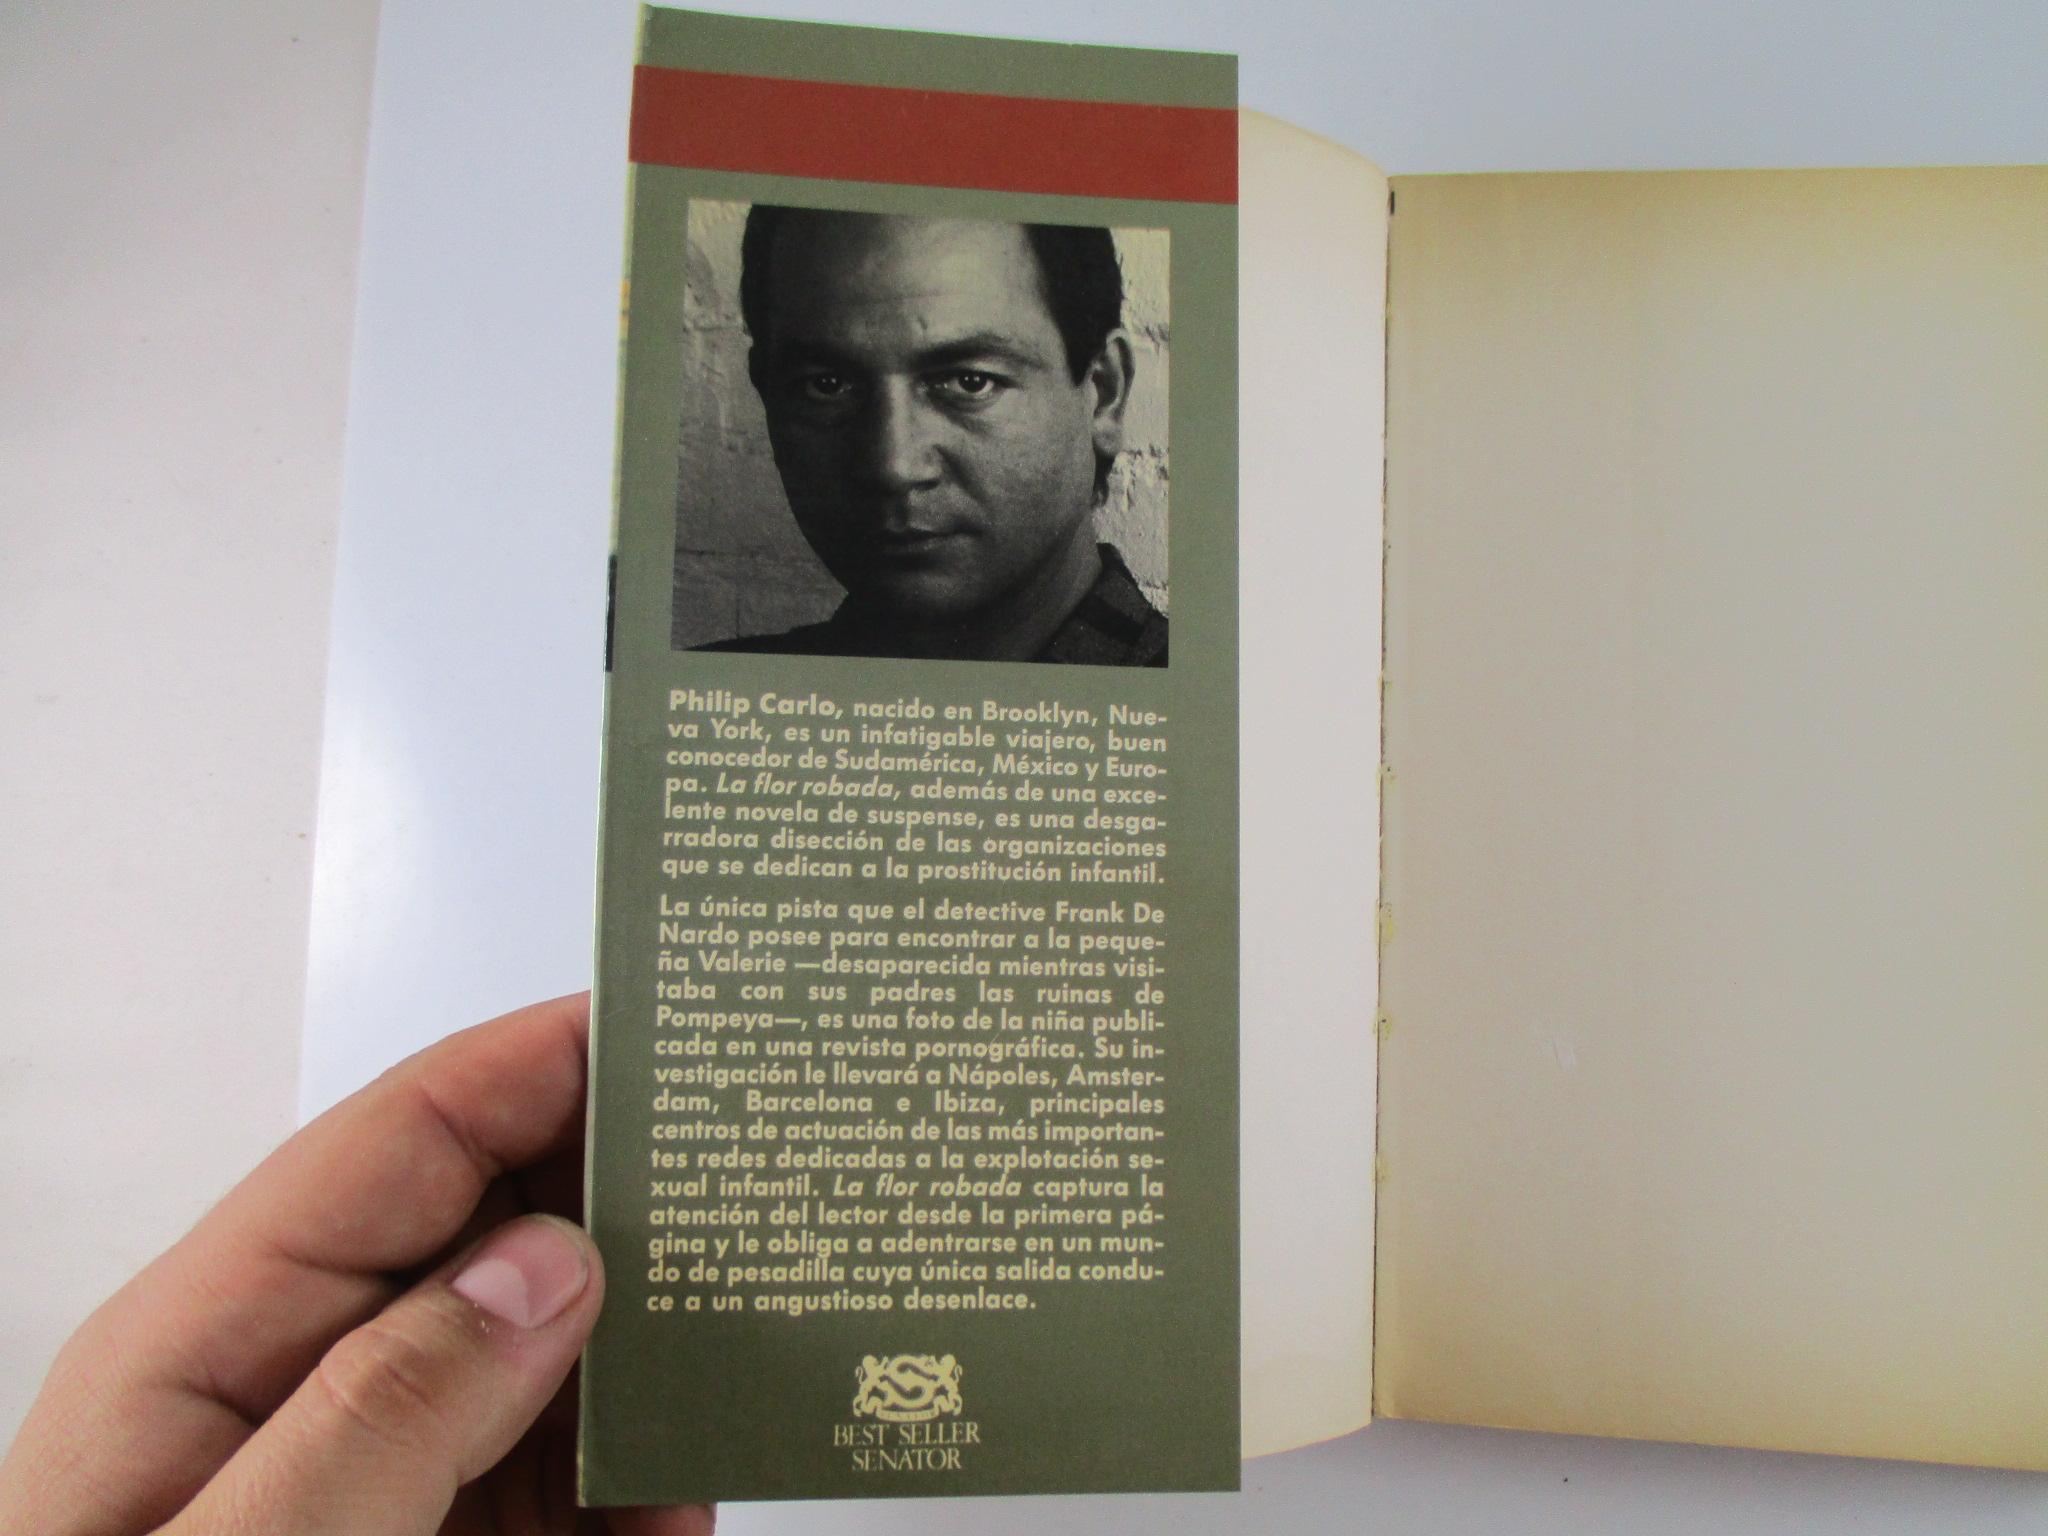 Philip Carlo, nacido en Brooklyn, Nue-
va York, es un infatigable viajero, buen
conocedor de Sudamérica, México y Euro-
pa. La flor robada, además de una exce-
lente novela de suspense, es una desga-
rradora disección de las organizaciones
que se dedican a la prostitución infantil.
La única pista que el detective Frank De
Nardo posee para encontrar a la peque-
ña Valerie —desaparecida mientras visi-
taba con sus padres las ruinas de
Pompeya—, es una foto de la niña publi-
cada en una revista pornográfica. Su in-
vestigación le llevará a Nápoles, Amster-
dam, Barcelona e Ibiza, principales
centros de actuación de las más importan-
tes redes dedicadas a la explotación se-
xual infantil. La flor robada captura la
atención del lector desde la primera pá-
gina y le obliga a adentrarse en un mun-
do de pesadilla cuya única salida condu-
ce a un angustioso desenlace.
BEST SELLER
SENATOR